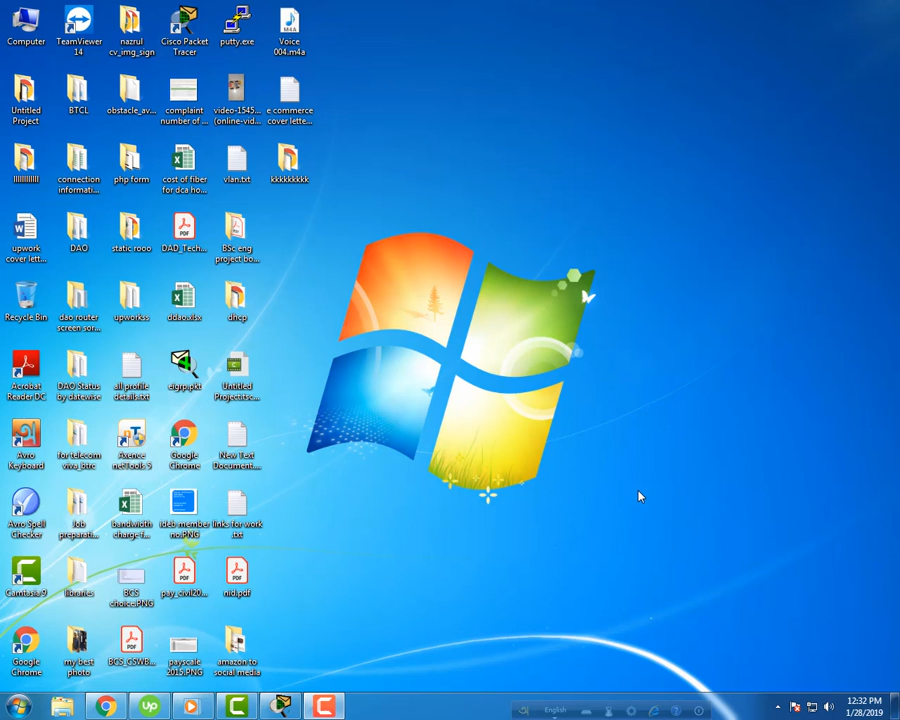 Computer
TeamViewer
14
nazrul
cv_img_sign
Cisco Packet
Tracer
putty.exe
Voice
004.m4a
Untitled
Project
BTCL
obstacle_av...
complaint
number of ...
video-1545...
(online-vid...
e commerce
cover lette...
connection
informati...
php form
cost of fiber
for dca ho...
vlan.txt
kkkkkkkkk
upwork
cover lett...
DAO
static rooo
DAD_Tech...
BSc eng
project bo...
Recycle Bin
dao router
screen sor...
upworkss
ddao.xlsx
dhcp
Acrobat
Reader DC
DAO Status
by datewise
all profile
details.txt
eigrp.pkt
Untitled
Project.tsc...
Avro
Keyboard
for telecom
viva_btrc
Axence
netTools 5
Google
Chrome
New Text
Document...
Avro Spell
Checker
Job
preparati...
bandwidth
charge f...
ideb member
no.PNG
links for work
.txt
Camtasia 9
libraries
BCS
choice.PNG
pay_civil20...
nid.pdf
Google
Chrome
my best
photo
BCS_CSWB...
payscale
2015.PNG
amazon to
social media
English
12:32 PM
1/28/2019